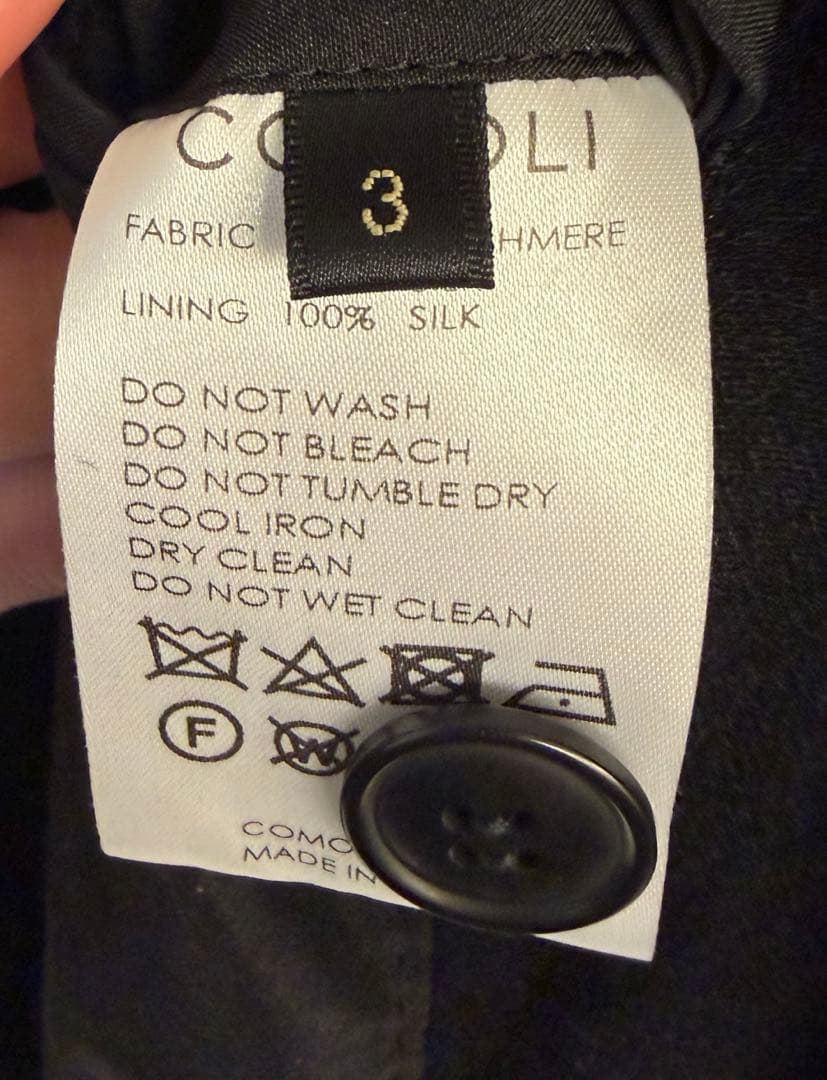 3
FABRIC
LINING 100% SILK
DO NOT WASH
DO NOT BLEACH
DO NOT TUMBLE DRY
COOL IRON
DRY CLEAN
DO NOT WET CLEAN
F
W
MADE IN